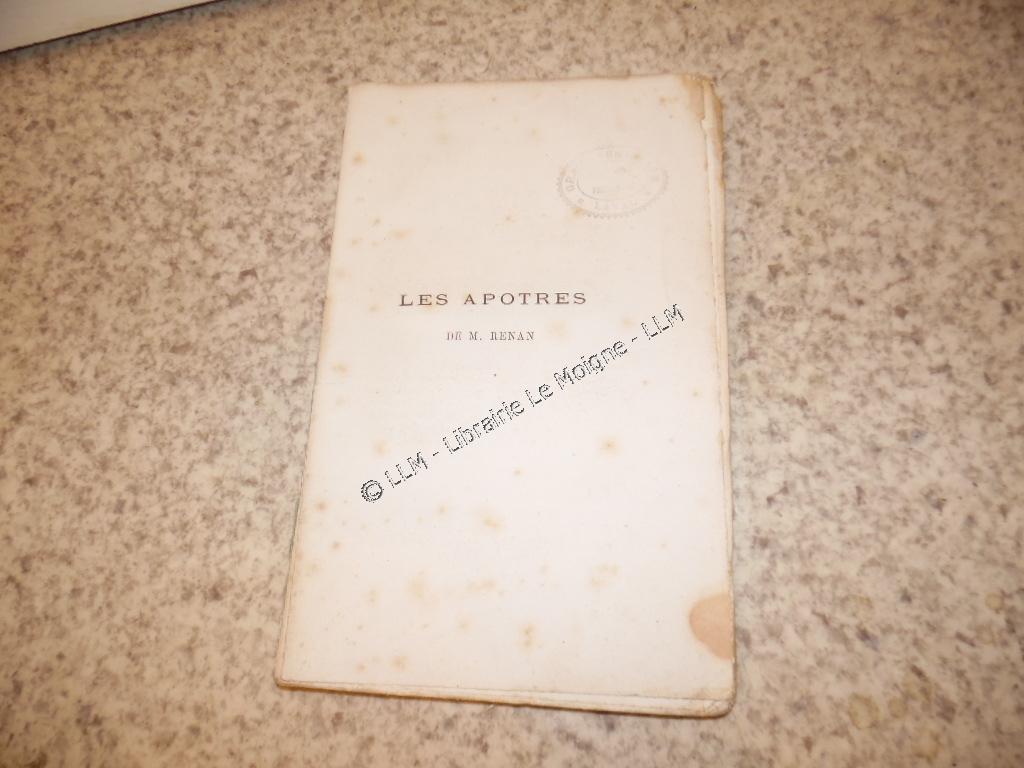 LES APOTRES
DE M. RENAN
© LLM - Librairie Le Moigne - LLM